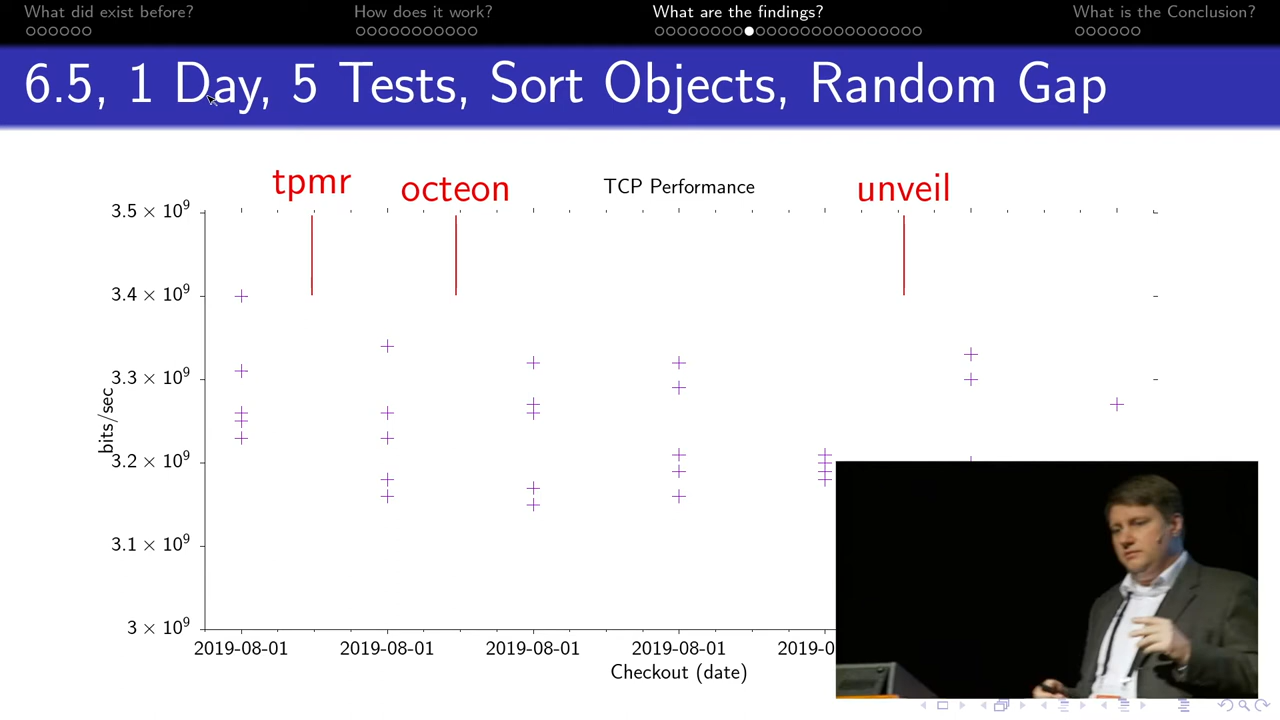 What did exist before? How does it work? What are the findings? What is the Conclusion?
6.5, 1 Day, 5 Tests, Sort Objects, Random Gap
tpmr octeon TCP Performance unveil
3.5 × 10⁹
3.4 × 10⁹
3.3 × 10⁹
bits/sec
3.2 × 10⁹
3.1 × 10⁹
3 × 10⁹
2019-08-01 2019-08-01 2019-08-01 2019-08-01 2019-0
Checkout (date)